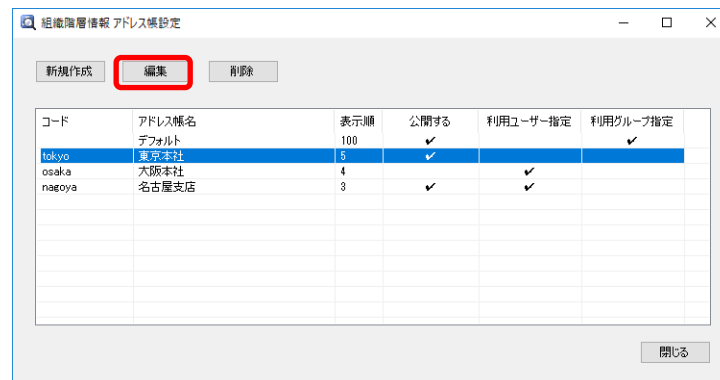 組織階層情報 アドレス帳設定
新規作成 編集 削除
コード アドレス帳名 表示順 公開する 利用ユーザー指定 利用グループ指定
デフォルト 100 ✔ ✔
tokyo 東京本社 5 ✔
osaka 大阪本社 4 ✔
nagoya 名古屋支店 3 ✔ ✔
閉じる